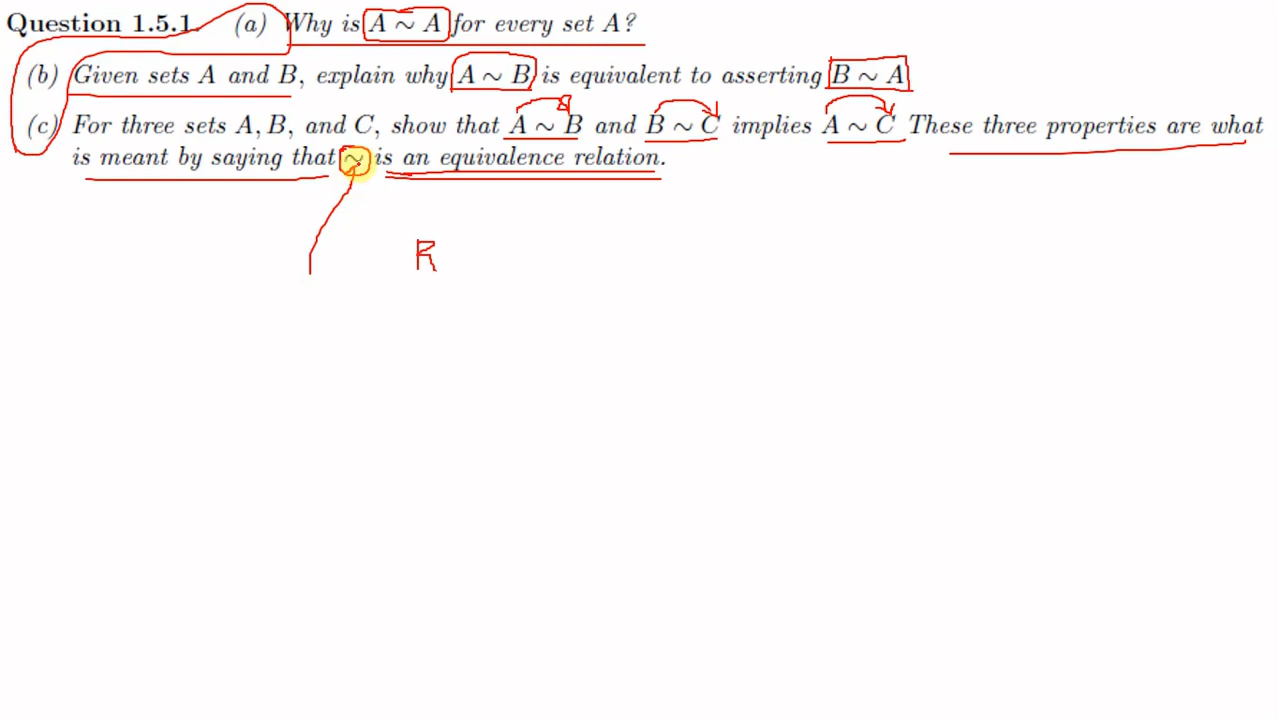 Question 1.5.1. (a) Why is A ∼ A for every set A?
(b) Given sets A and B, explain why A ∼ B is equivalent to asserting B ∼ A
(c) For three sets A, B, and C, show that A ∼ B and B ∼ C implies A ∼ C These three properties are what
is meant by saying that ∼ is an equivalence relation.
R